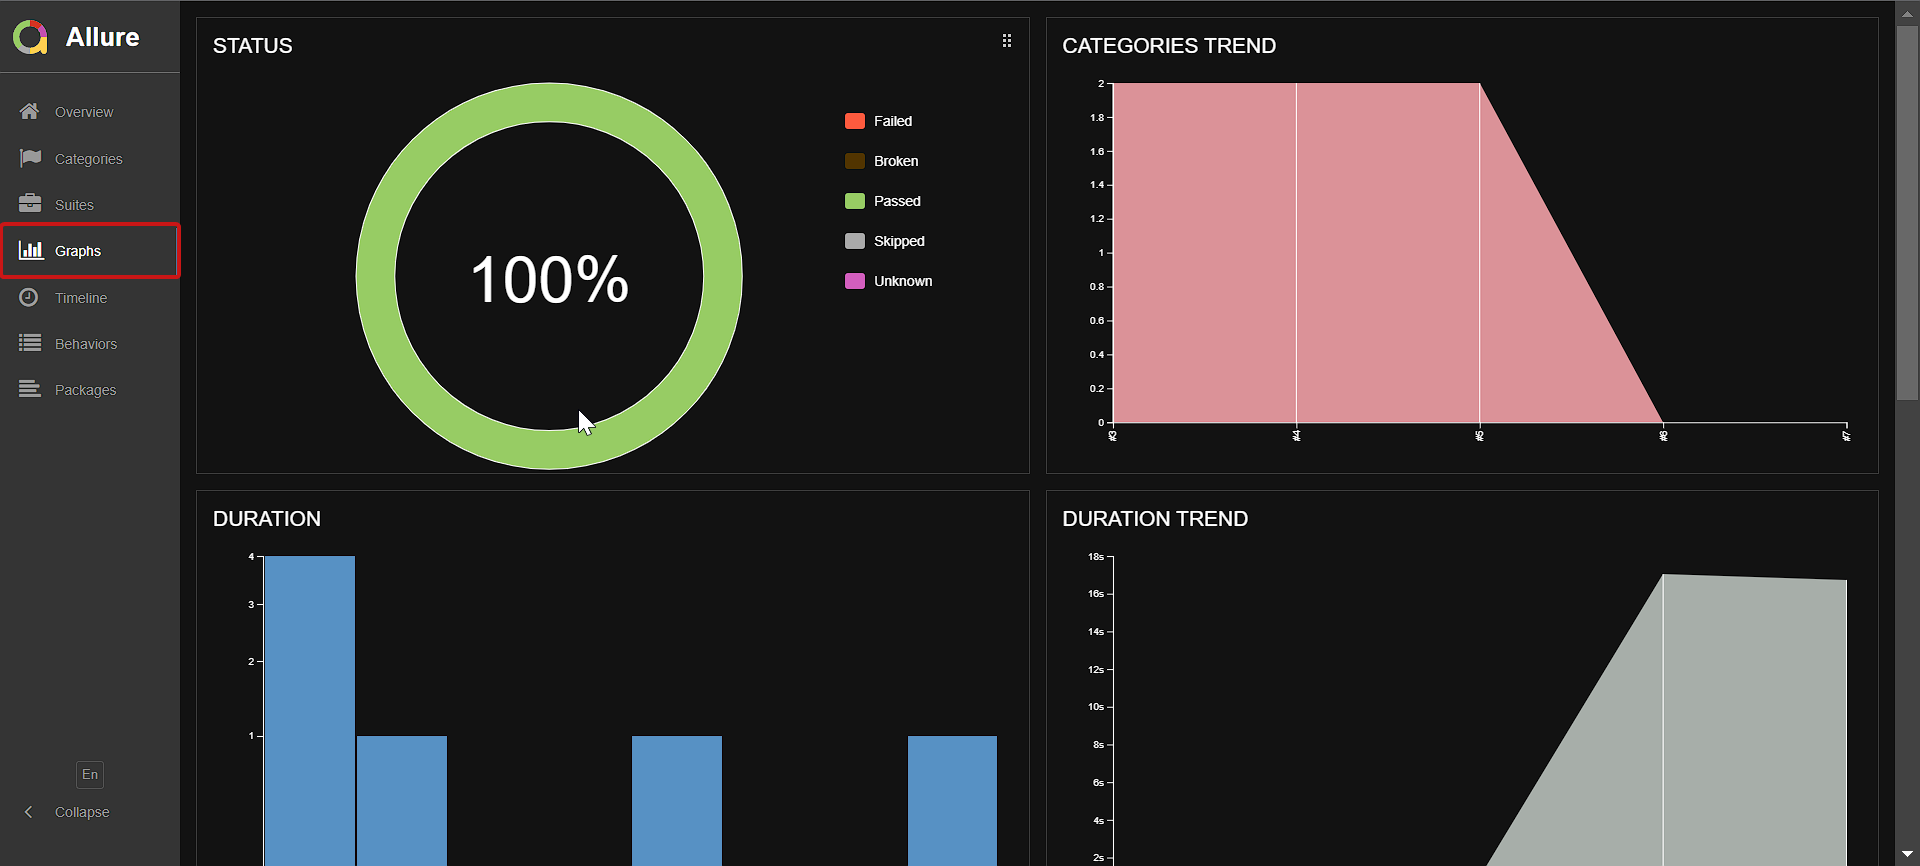 Allure
Overview
Categories
Suites
Graphs
Timeline
Behaviors
Packages
En
Collapse
STATUS
100%
Failed
Broken
Passed
Skipped
Unknown
CATEGORIES TREND
2
1.8
1.6
1.4
1.2
1
0.8
0.6
0.4
0.2
0
#3
#4
#5
#6
#7
DURATION
4
3
2
1
DURATION TREND
18s
16s
14s
12s
10s
8s
6s
4s
2s